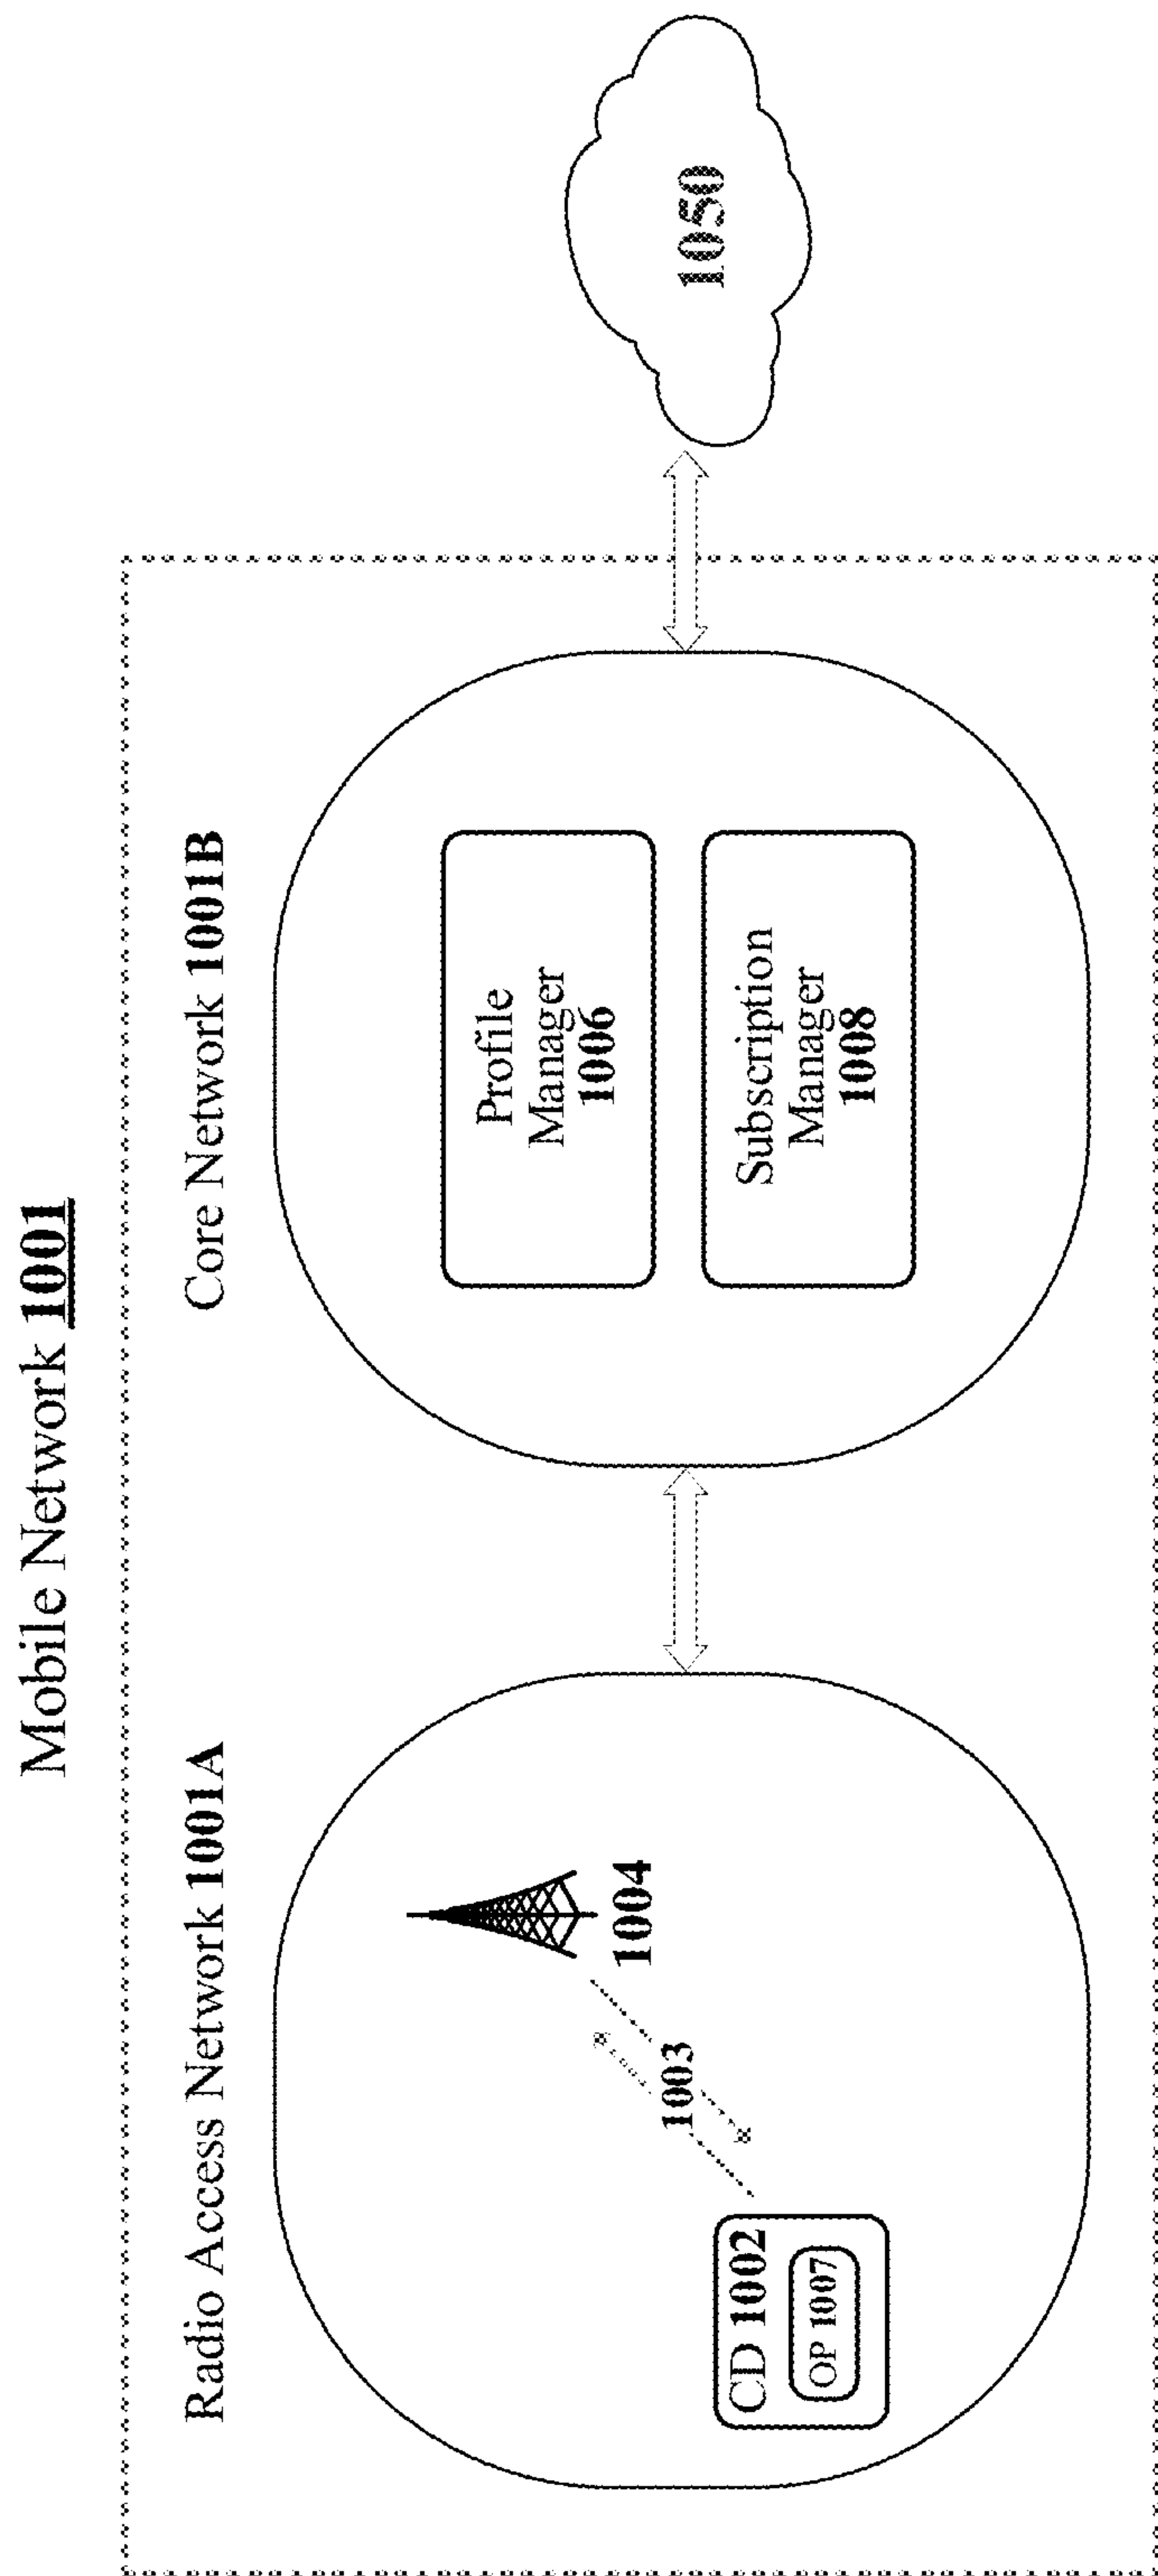 Mobile Network 1001
Radio Access Network 1001A
1004
1003
CD 1002
OP 1007
Core Network 1001B
Profile
Manager
1006
Subscription
Manager
1008
1050